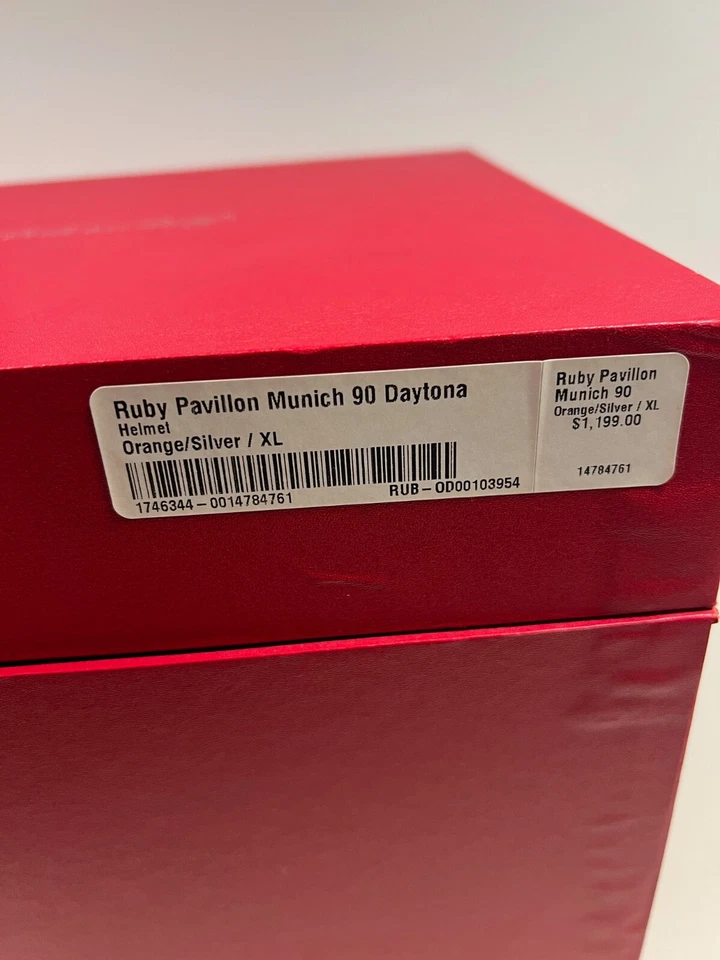 Ruby Pavillon Munich 90 Daytona
Helmet
Orange/Silver / XL
1746344-0014784761
RUB-OD00103954
Ruby Pavillon
Munich 90
Orange/Silver / XL
$1,199.00
14784761